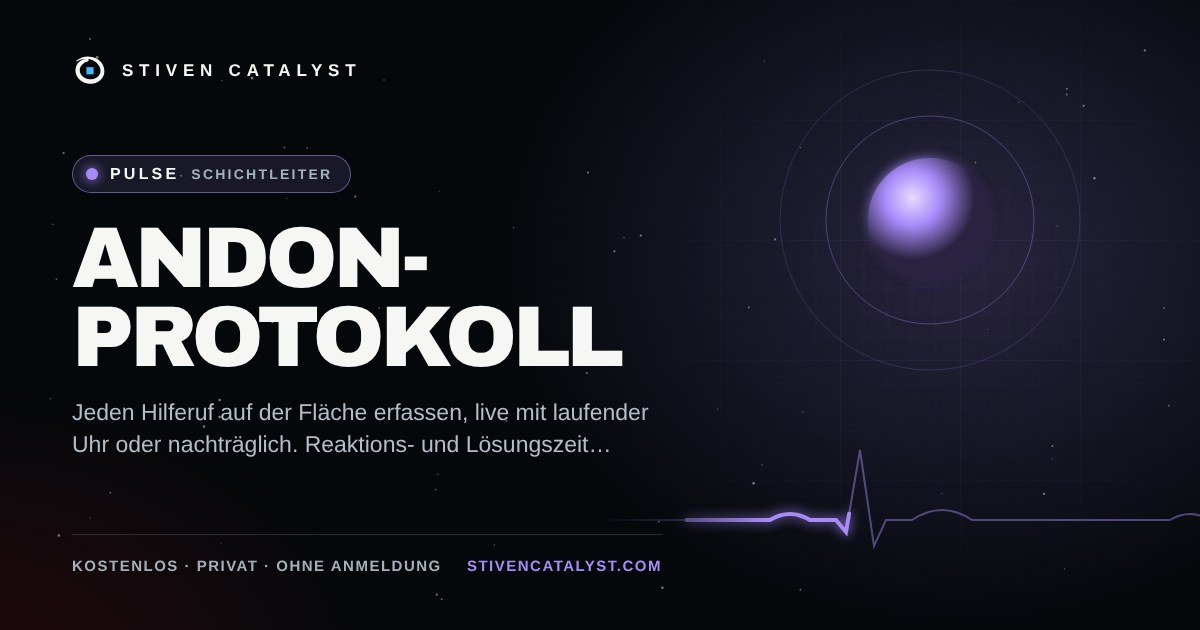 STIVEN CATALYST
PULSE · SCHICHTLEITER
ANDON-
PROTOKOLL
Jeden Hilferuf auf der Fläche erfassen, live mit laufender
Uhr oder nachträglich. Reaktions- und Lösungszeit…
KOSTENLOS · PRIVAT · OHNE ANMELDUNG STIVENCATALYST.COM